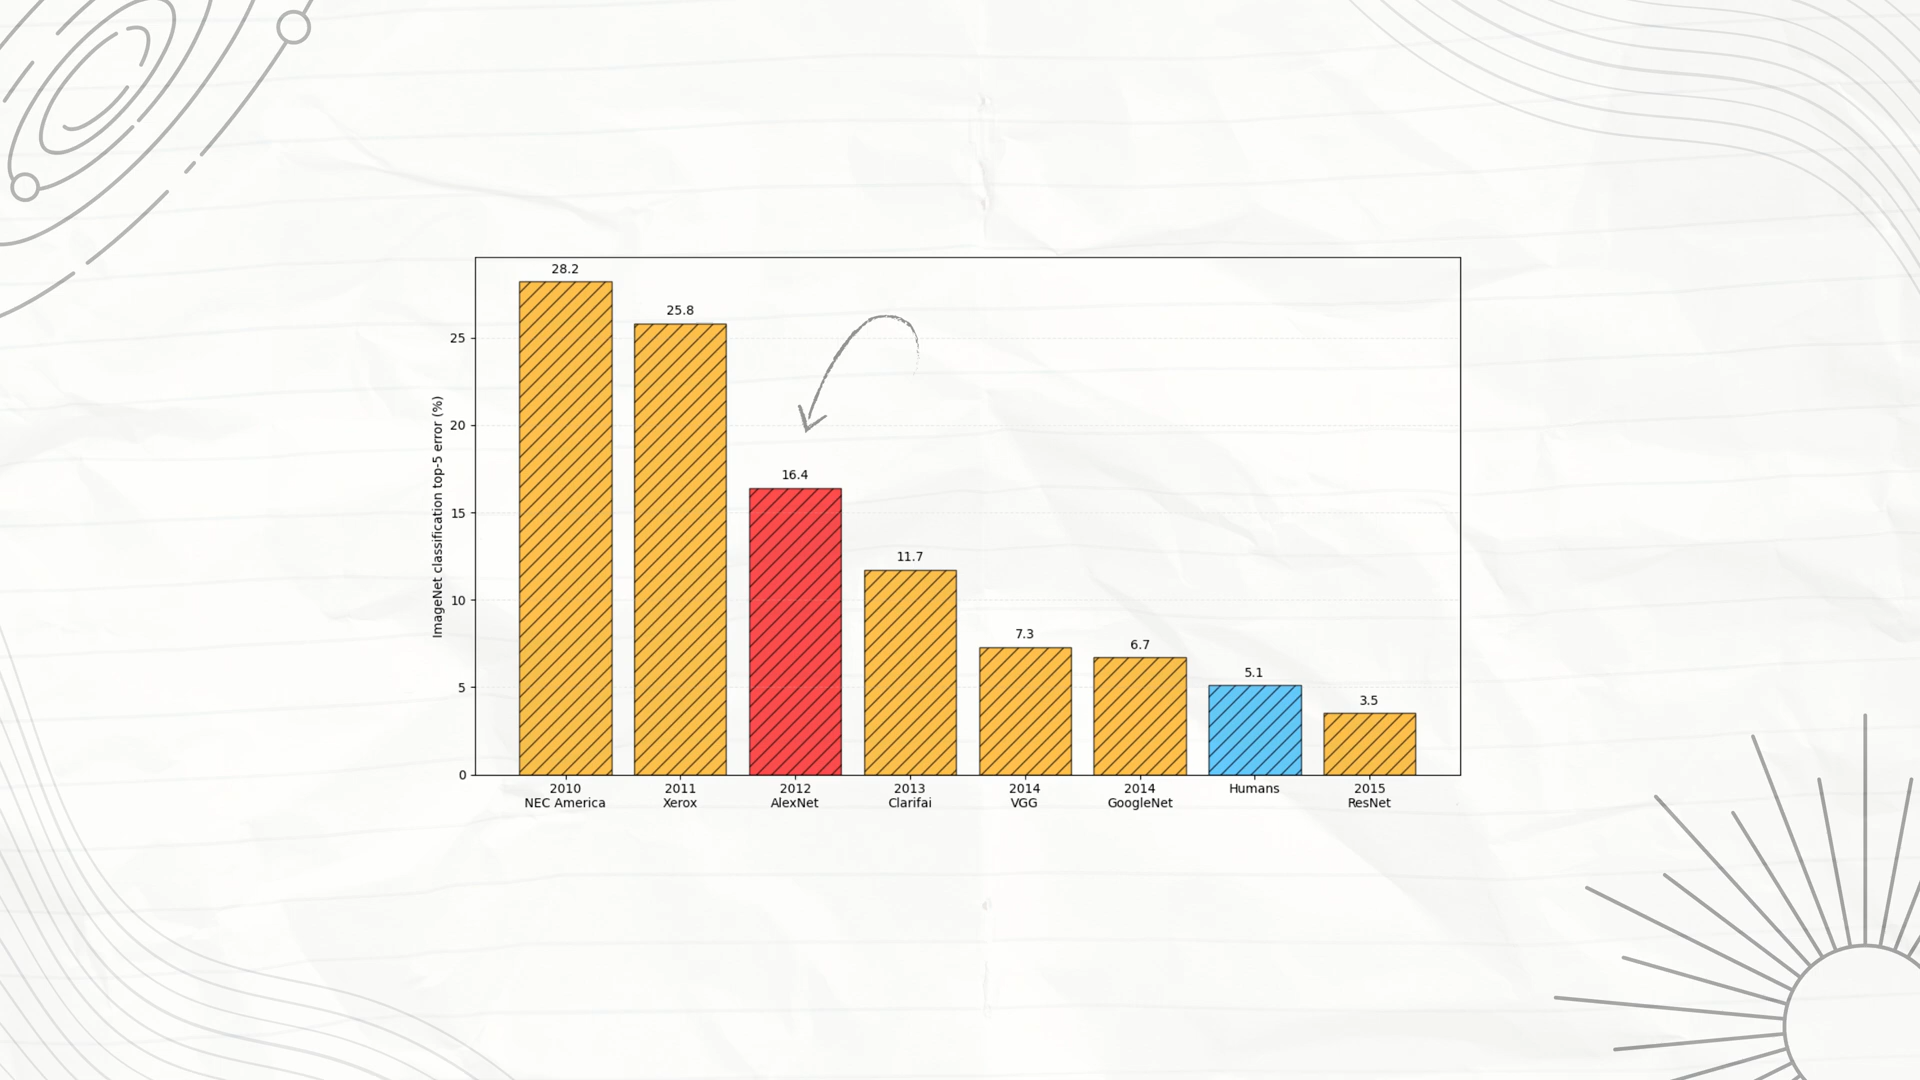 28.2
25.8
16.4
11.7
7.3
6.7
5.1
3.5
25
20
15
10
5
0
ImageNet classification top-5 error (%)
2010
NEC America
2011
Xerox
2012
AlexNet
2013
Clarifai
2014
VGG
2014
GoogleNet
Humans
2015
ResNet